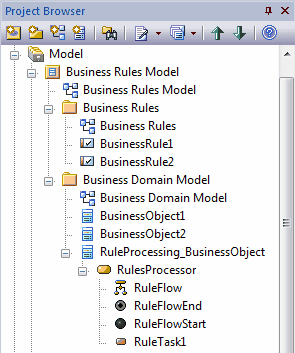 Project Browser
Model
Business Rules Model
Business Rules Model
Business Rules
Business Rules
BusinessRule1
BusinessRule2
Business Domain Model
Business Domain Model
BusinessObject1
BusinessObject2
RuleProcessing_BusinessObject
RulesProcessor
RuleFlow
RuleFlowEnd
RuleFlowStart
RuleTask1